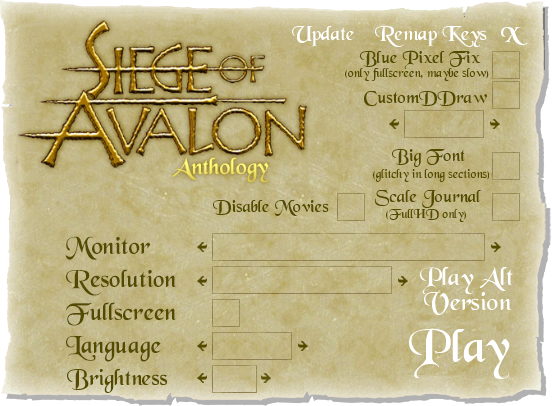 Update Remap Keys X
SIEGE OF
AVALON
Anthology
Blue Pixel Fix
(only fullscreen, maybe slow)
CustomDDraw
Big Font
(glitchy in long sections)
Disable Movies
Scale Journal
(FullHD only)
Monitor
Resolution
Play Alt
Version
Fullscreen
Language
Play
Brightness